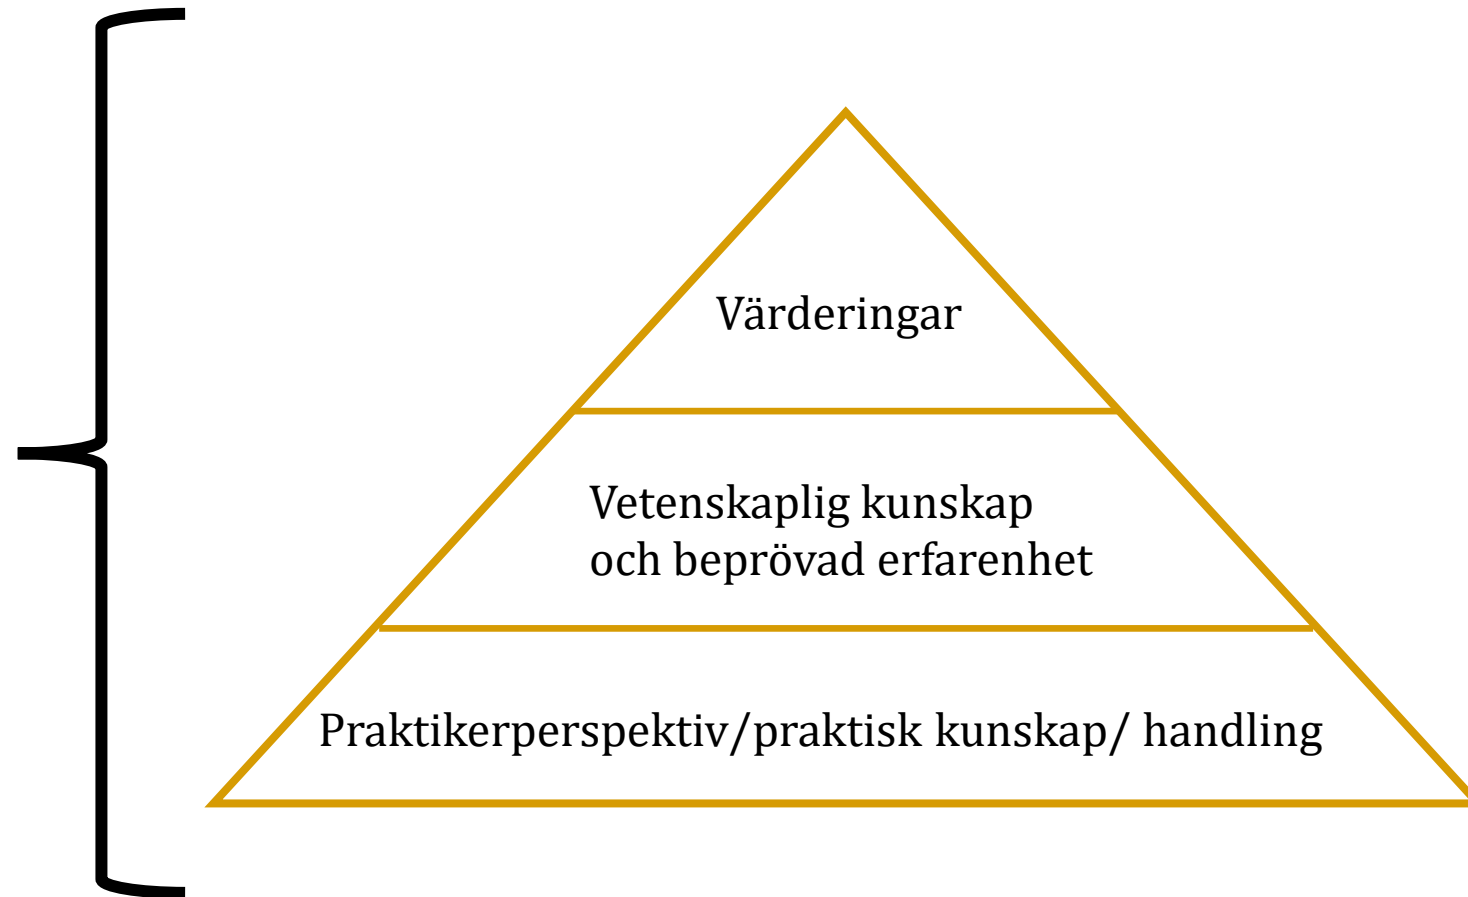 Värderingar
Vetenskaplig kunskap
och beprövad erfarenhet
Praktikerperspektiv/praktisk kunskap/ handling